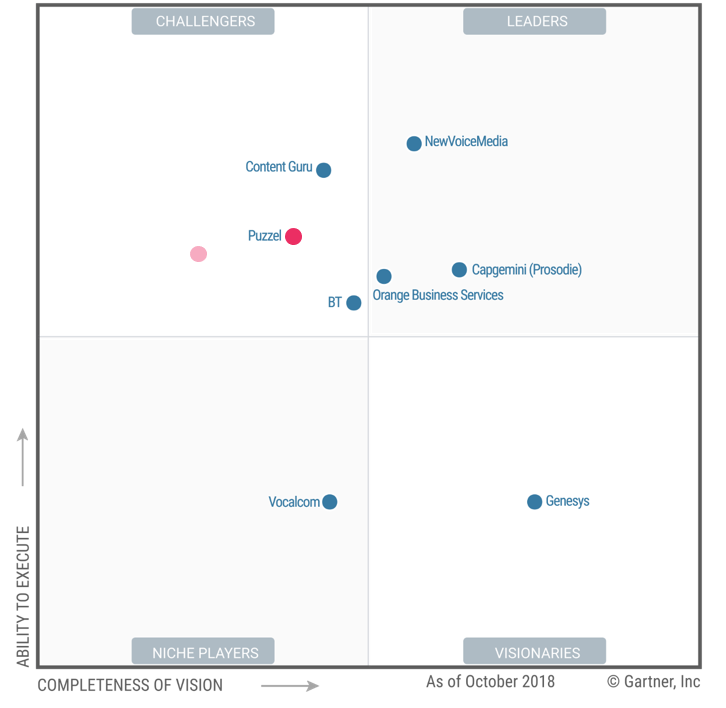 CHALLENGERS
LEADERS
NewVoiceMedia
Content Guru
Puzzel
Capgemini (Prosodie)
Orange Business Services
BT
Vocalcom
Genesys
ABILITY TO EXECUTE
NICHE PLAYERS
VISIONARIES
COMPLETENESS OF VISION
As of October 2018
© Gartner, Inc